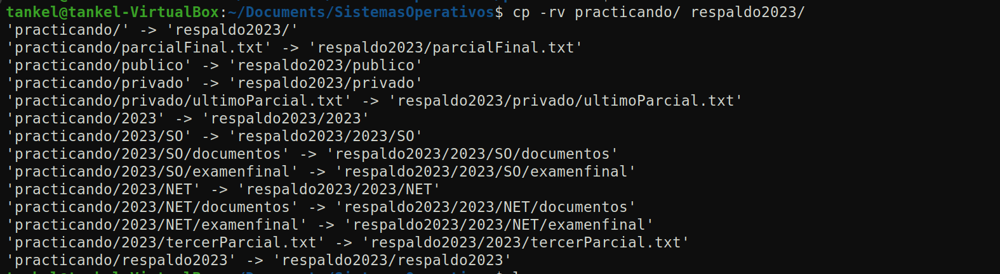 tankel@tankel-VirtualBox:~/Documents/SistemasOperativos$ cp -rv practicando/ respaldo2023/
'practicando/' -> 'respaldo2023/'
'practicando/parcialFinal.txt' -> 'respaldo2023/parcialFinal.txt'
'practicando/publico' -> 'respaldo2023/publico'
'practicando/privado' -> 'respaldo2023/privado'
'practicando/privado/ultimoParcial.txt' -> 'respaldo2023/privado/ultimoParcial.txt'
'practicando/2023' -> 'respaldo2023/2023'
'practicando/2023/SO' -> 'respaldo2023/2023/SO'
'practicando/2023/SO/documentos' -> 'respaldo2023/2023/SO/documentos'
'practicando/2023/SO/examenfinal' -> 'respaldo2023/2023/SO/examenfinal'
'practicando/2023/NET' -> 'respaldo2023/2023/NET'
'practicando/2023/NET/documentos' -> 'respaldo2023/2023/NET/documentos'
'practicando/2023/NET/examenfinal' -> 'respaldo2023/2023/NET/examenfinal'
'practicando/2023/tercerParcial.txt' -> 'respaldo2023/2023/tercerParcial.txt'
'practicando/respaldo2023' -> 'respaldo2023/respaldo2023'